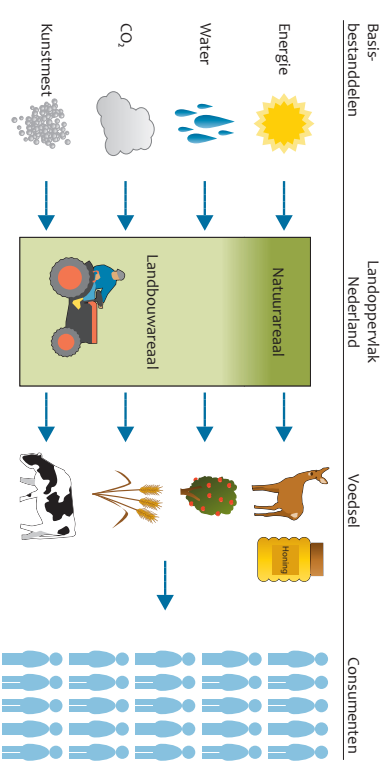 Basis-
bestanddelen
Landoppervlak
Nederland
Voedsel
Consumenten
Energie
Water
CO₂
Kunstmest
Natuurareaal
Landbouwareaal
Honing